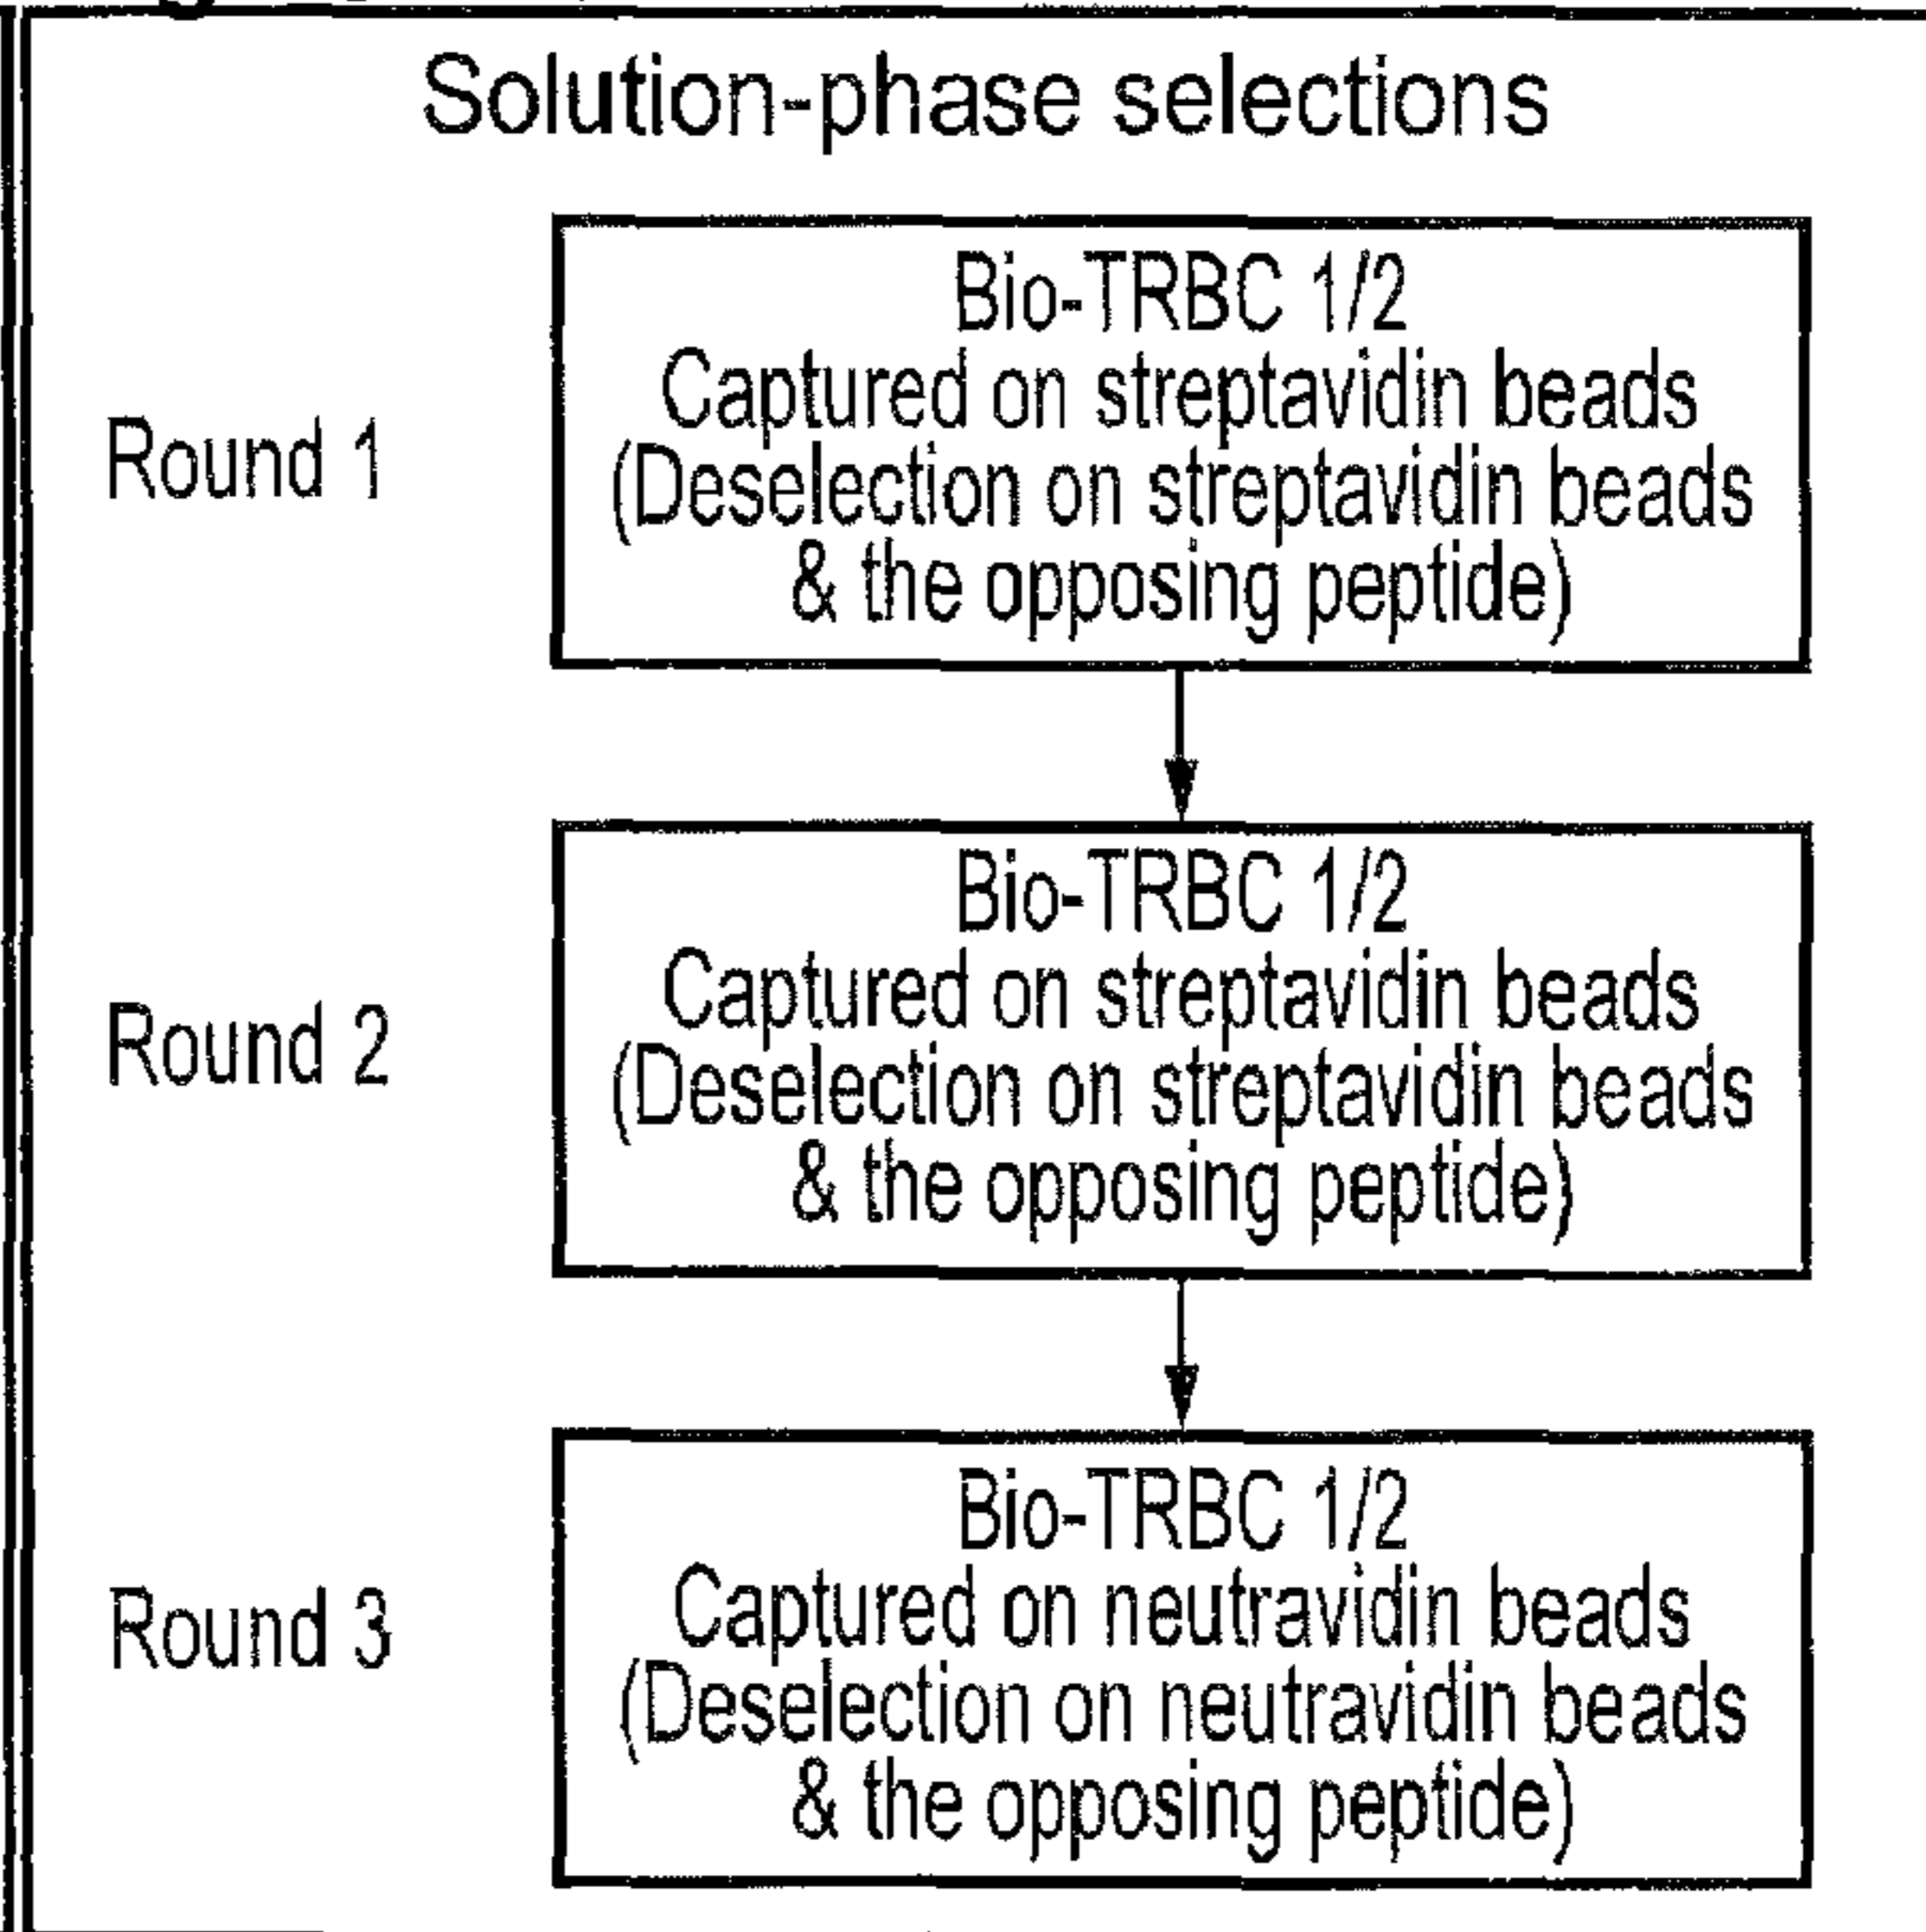 Solution-phase selections
Round 1
Bio-TRBC 1/2
Captured on streptavidin beads
(Deselection on streptavidin beads
& the opposing peptide)
Round 2
Bio-TRBC 1/2
Captured on streptavidin beads
(Deselection on streptavidin beads
& the opposing peptide)
Round 3
Bio-TRBC 1/2
Captured on neutravidin beads
(Deselection on neutravidin beads
& the opposing peptide)